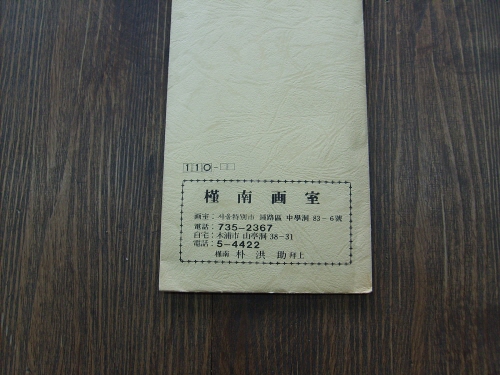 110-□□
槿南画室
画室: 서울特別市 鍾路區 中學洞 83-6號
電話: 735-2367
自宅: 木浦市 山亭洞 38-31
電話: 5-4422
槿南 朴洪 拜上